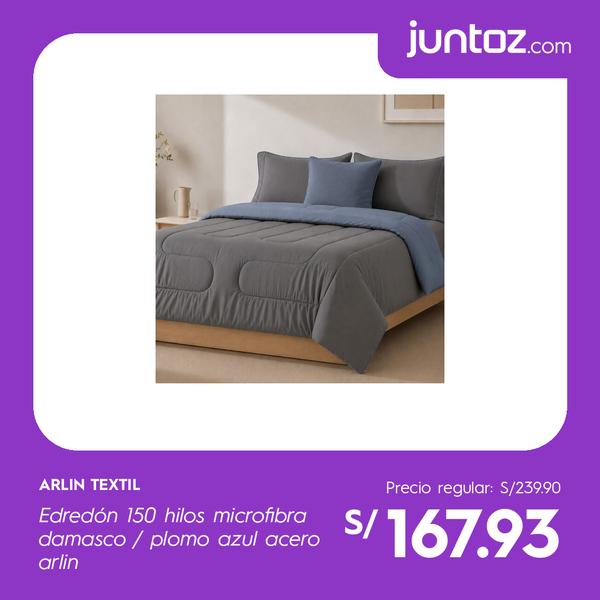 juntoz.com
ARLIN TEXTIL
Edredón 150 hilos microfibra
damasco / plomo azul acero
arlin
Precio regular: S/239.90
S/167.93